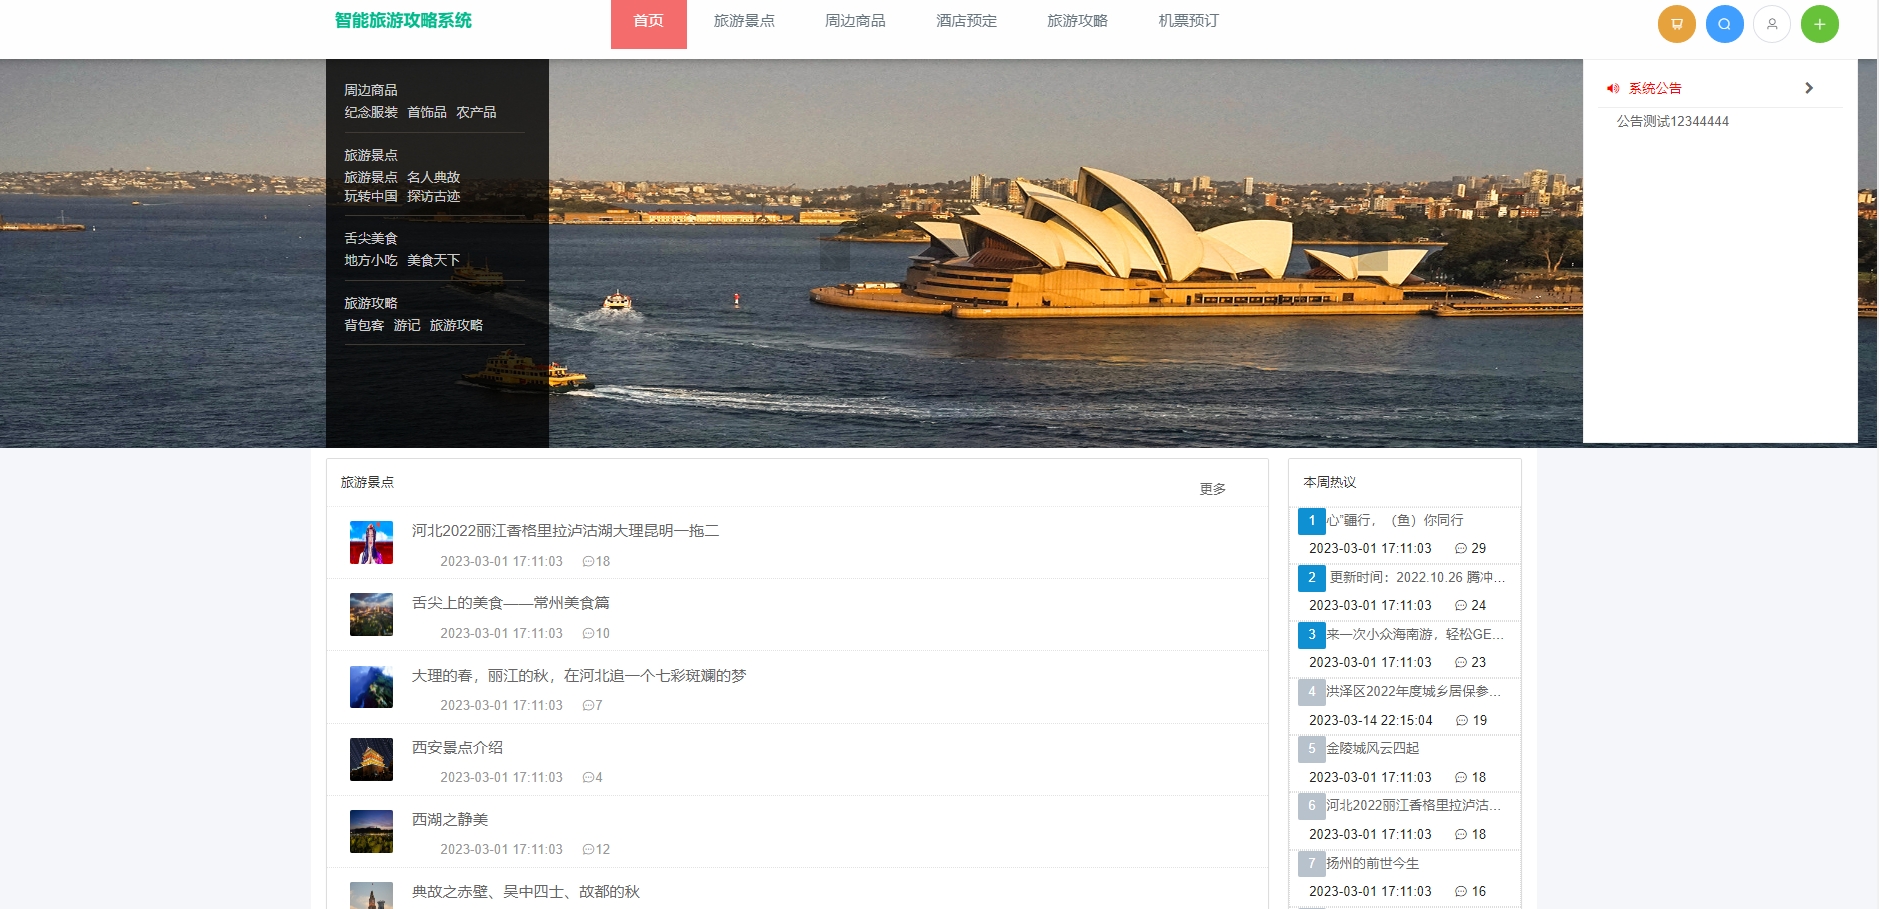 智能旅游攻略系统
首页 旅游景点 周边商品 酒店预定 旅游攻略 机票预订
周边商品
纪念服装 首饰品 农产品
旅游景点
旅游景点 名人典故
玩转中国 探访古迹
舌尖美食
地方小吃 美食天下
旅游攻略
背包客 游记 旅游攻略
系统公告
公告测试12344444
旅游景点 更多
河北2022丽江香格里拉泸沽湖大理昆明一拖二
2023-03-01 17:11:03 18
舌尖上的美食——常州美食篇
2023-03-01 17:11:03 10
大理的春，丽江的秋，在河北追一个七彩斑斓的梦
2023-03-01 17:11:03 7
西安景点介绍
2023-03-01 17:11:03 4
西湖之静美
2023-03-01 17:11:03 12
典故之赤壁、吴中四士、故都的秋
本周热议
1 心”疆行，（鱼）你同行
2023-03-01 17:11:03 29
2 更新时间：2022.10.26 腾冲...
2023-03-01 17:11:03 24
3 来一次小众海南游，轻松GE...
2023-03-01 17:11:03 23
4 洪泽区2022年度城乡居保参...
2023-03-14 22:15:04 19
5 金陵城风云四起
2023-03-01 17:11:03 18
6 河北2022丽江香格里拉泸沽...
2023-03-01 17:11:03 18
7 扬州的前世今生
2023-03-01 17:11:03 16